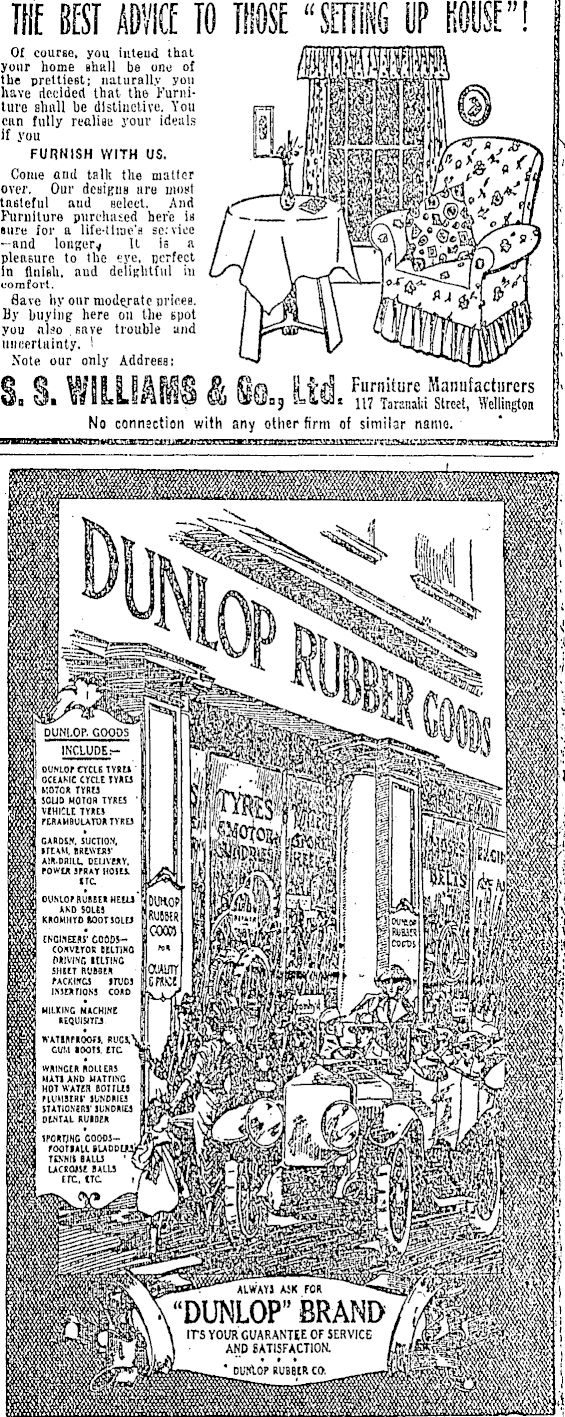 THE BEST ADVICE TO THOSE "SETTING UP HOUSE"!
Of course, you intend that
your home shall be one of
the prettiest; naturally you
have decided that the Furni-
ture shall be distinctive. You
can fully realise your ideals
if you
FURNISH WITH US.
Come and talk the matter
over. Our designs are most
tasteful and select. And
Furniture purchased here is
sure for a life-time's service
—and longer. It is a
pleasure to the eye, perfect
in finish, and delightful in
comfort.
Save by our moderate prices.
By buying here on the spot
you also save trouble and
uncertainty.
Note our only Address:
S. S. WILLIAMS & Co., Ltd. Furniture Manufacturers
117 Taranaki Street, Wellington
No connection with any other firm of similar name.
DUNLOP RUBBER GOODS
DUNLOP GOODS
INCLUDE:—
DUNLOP CYCLE TYRES
OCEANIC CYCLE TYRES
MOTOR TYRES
SOLID MOTOR TYRES
VEHICLE TYRES
PERAMBULATOR TYRES
GARDEN, SUCTION,
STEAM, BREWERS'
AIR-DRILL, DELIVERY,
POWER SPRAY HOSES,
ETC.
DUNLOP RUBBER HEELS
AND SOLES
KROMHYD BOOT SOLES
ENGINEERS' GOODS—
CONVEYOR BELTING
DRIVING BELTING
SHEET RUBBER
PACKINGS STUDS
INSERTIONS CORD
MILKING MACHINE
REQUISITES
WATERPROOFS, RUGS,
GUM BOOTS, ETC.
WRINGER ROLLERS
MATS AND MATTING
HOT WATER BOTTLES
PLUMBERS' SUNDRIES
STATIONERS' SUNDRIES
DENTAL RUBBER
SPORTING GOODS—
FOOTBALL BLADDERS
TENNIS BALLS
LACROSSE BALLS
ETC., ETC.
DUNLOP
RUBBER
GOODS
FOR
QUALITY
& PRICE
TYRES
& MOTOR
SUNDRIES
BELTS
DUNLOP
RUBBER
GOODS
ALWAYS ASK FOR
"DUNLOP" BRAND
IT'S YOUR GUARANTEE OF SERVICE
AND SATISFACTION.
DUNLOP RUBBER CO.